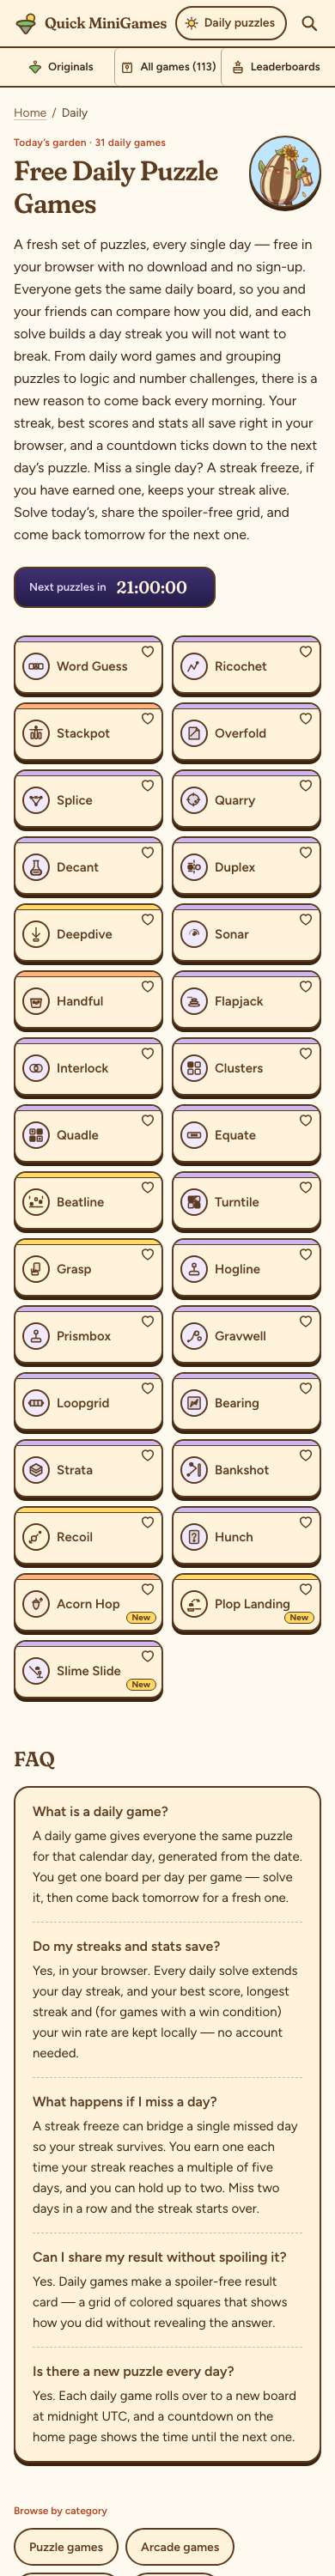 Quick MiniGames
Daily puzzles
Originals
All games (113)
Leaderboards
Home / Daily
Today's garden · 31 daily games
Free Daily Puzzle
Games
A fresh set of puzzles, every single day — free in
your browser with no download and no sign-up.
Everyone gets the same daily board, so you and
your friends can compare how you did, and each
solve builds a day streak you will not want to
break. From daily word games and grouping
puzzles to logic and number challenges, there is a
new reason to come back every morning. Your
streak, best scores and stats all save right in your
browser, and a countdown ticks down to the next
day's puzzle. Miss a single day? A streak freeze, if
you have earned one, keeps your streak alive.
Solve today's, share the spoiler-free grid, and
come back tomorrow for the next one.
Next puzzles in 21:00:00
Word Guess
Ricochet
Stackpot
Overfold
Splice
Quarry
Decant
Duplex
Deepdive
Sonar
Handful
Flapjack
Interlock
Clusters
Quadle
Equate
Beatline
Turntile
Grasp
Hogline
Prismbox
Gravwell
Loopgrid
Bearing
Strata
Bankshot
Recoil
Hunch
Acorn Hop
New
Plop Landing
New
Slime Slide
New
FAQ
What is a daily game?
A daily game gives everyone the same puzzle
for that calendar day, generated from the date.
You get one board per day per game — solve
it, then come back tomorrow for a fresh one.
Do my streaks and stats save?
Yes, in your browser. Every daily solve extends
your day streak, and your best score, longest
streak and (for games with a win condition)
your win rate are kept locally — no account
needed.
What happens if I miss a day?
A streak freeze can bridge a single missed day
so your streak survives. You earn one each
time your streak reaches a multiple of five
days, and you can hold up to two. Miss two
days in a row and the streak starts over.
Can I share my result without spoiling it?
Yes. Daily games make a spoiler-free result
card — a grid of colored squares that shows
how you did without revealing the answer.
Is there a new puzzle every day?
Yes. Each daily game rolls over to a new board
at midnight UTC, and a countdown on the
home page shows the time until the next one.
Browse by category
Puzzle games
Arcade games